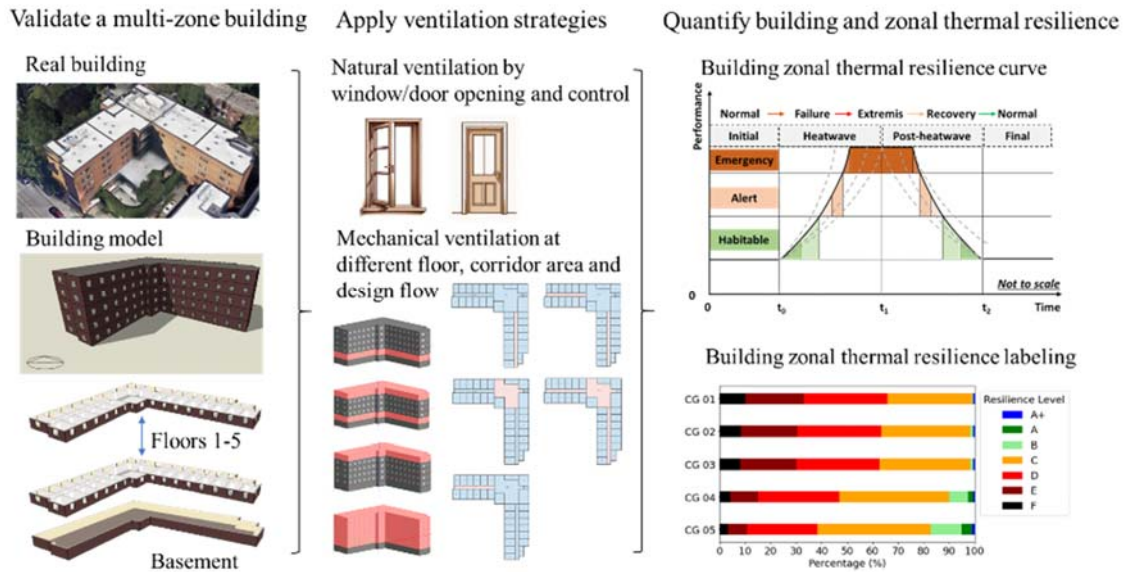 Validate a multi-zone building
Real building
Building model
Floors 1-5
Basement
Apply ventilation strategies
Natural ventilation by
window/door opening and control
Mechanical ventilation at
different floor, corridor area and
design flow
Quantify building and zonal thermal resilience
Building zonal thermal resilience curve
Performance
Normal Failure Extremis Recovery Normal
Initial Heatwave Post-heatwave Final
Emergency
Alert
Habitable
Not to scale
0
0 t₀ t₁ t₂ Time
Building zonal thermal resilience labeling
CG 01
CG 02
CG 03
CG 04
CG 05
0 10 20 30 40 50 60 70 80 90 100
Percentage (%)
Resilience Level
A+
A
B
C
D
E
F